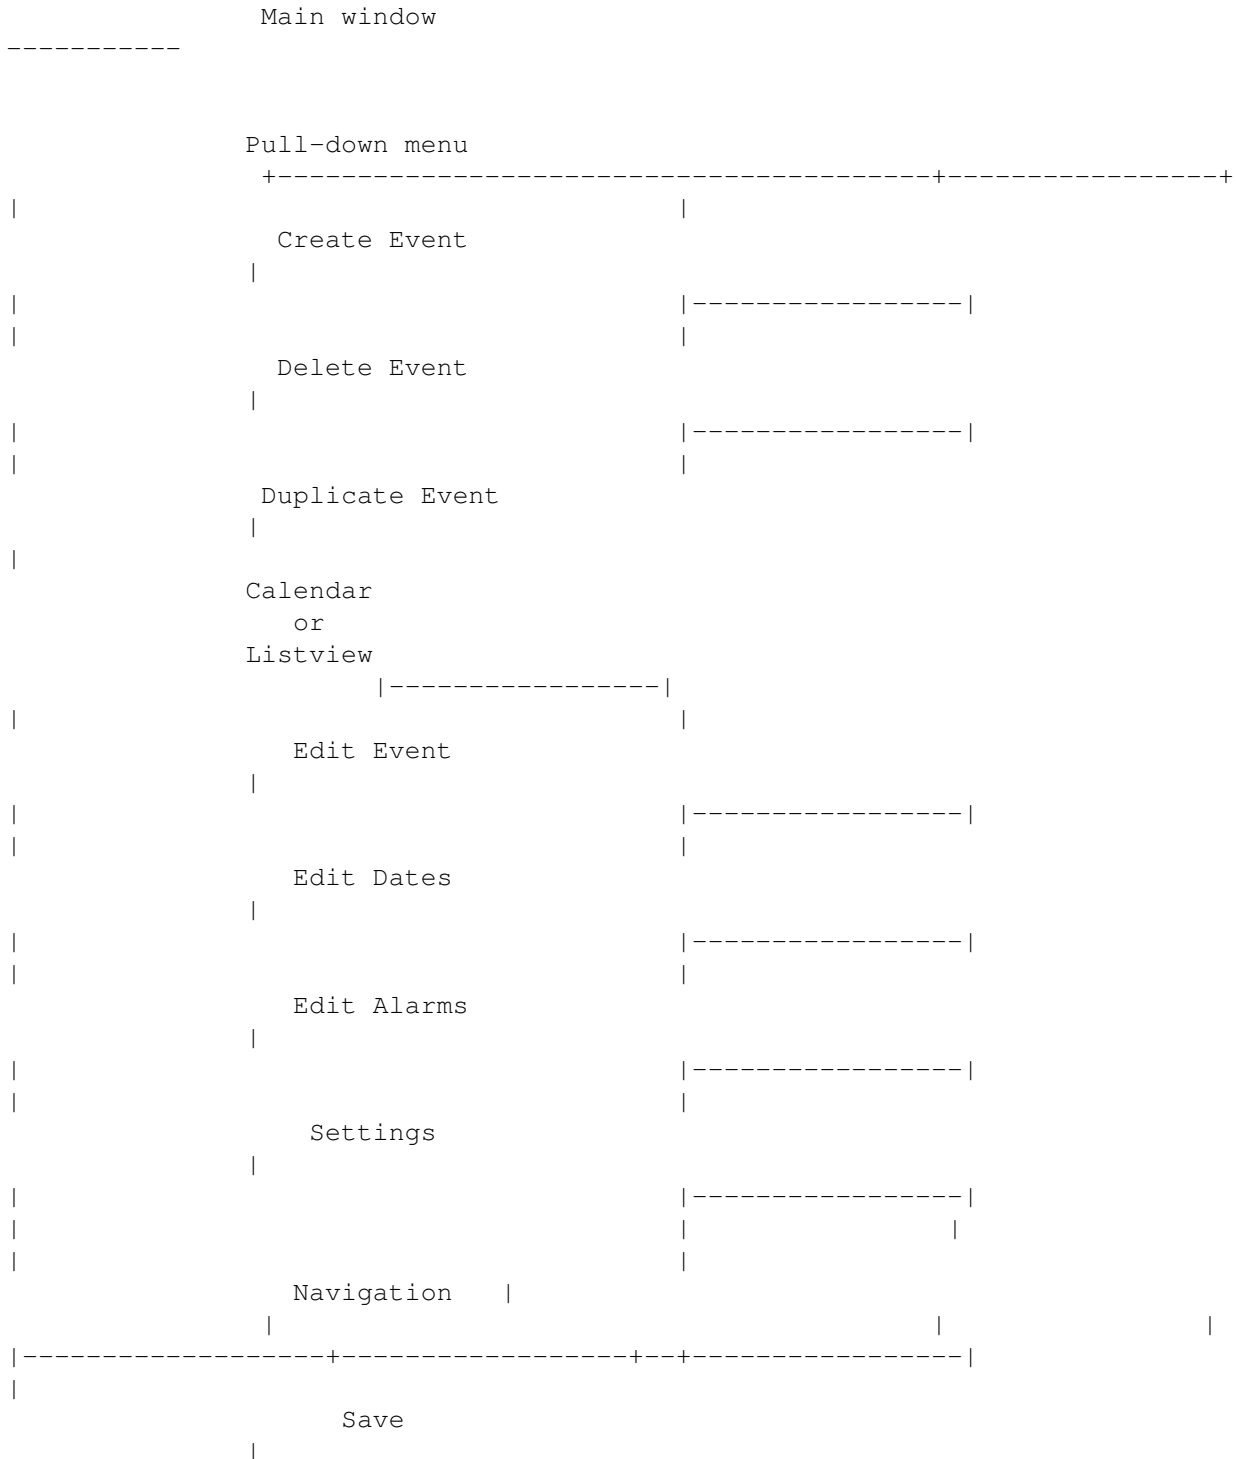 Main window
-----------
Pull-down menu
+-----------------------------------------+-----------------+
| |
Create Event
|
| |-----------------|
| |
Delete Event
|
| |-----------------|
| |
Duplicate Event
|
|
Calendar
or
Listview
|-----------------|
| |
Edit Event
|
| |-----------------|
| |
Edit Dates
|
| |-----------------|
| |
Edit Alarms
|
| |-----------------|
| |
Settings
|
| |-----------------|
| | |
| |
Navigation |
| | |
|-------------------+------------------+--+-----------------|
|
Save
|